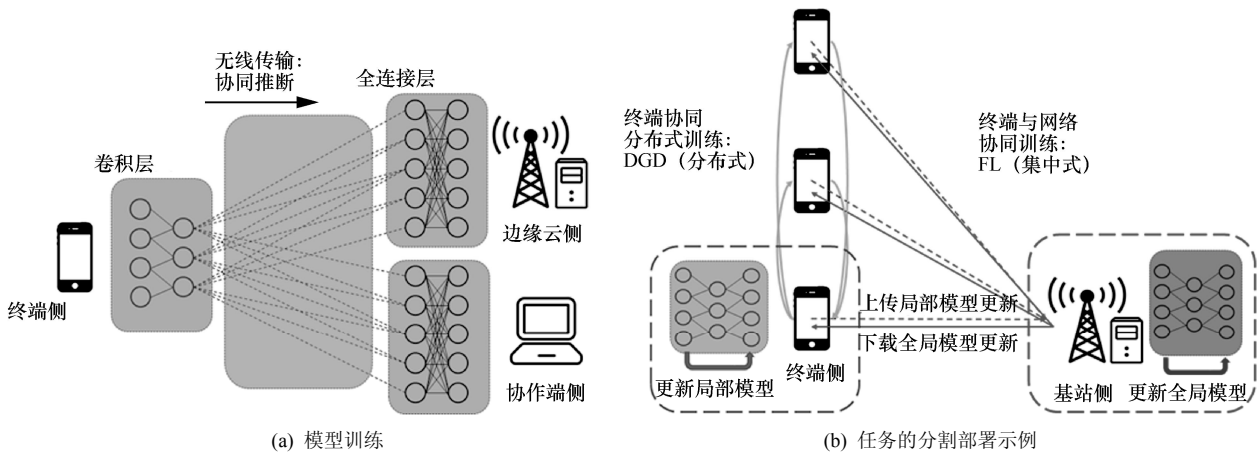 无线传输:
协同推断
全连接层
卷积层
终端侧
边缘云侧
协作端侧
(a) 模型训练
终端协同
分布式训练:
DGD（分布式）
终端与网络
协同训练:
FL（集中式）
上传局部模型更新
下载全局模型更新
更新局部模型
终端侧
基站侧
更新全局模型
(b) 任务的分割部署示例